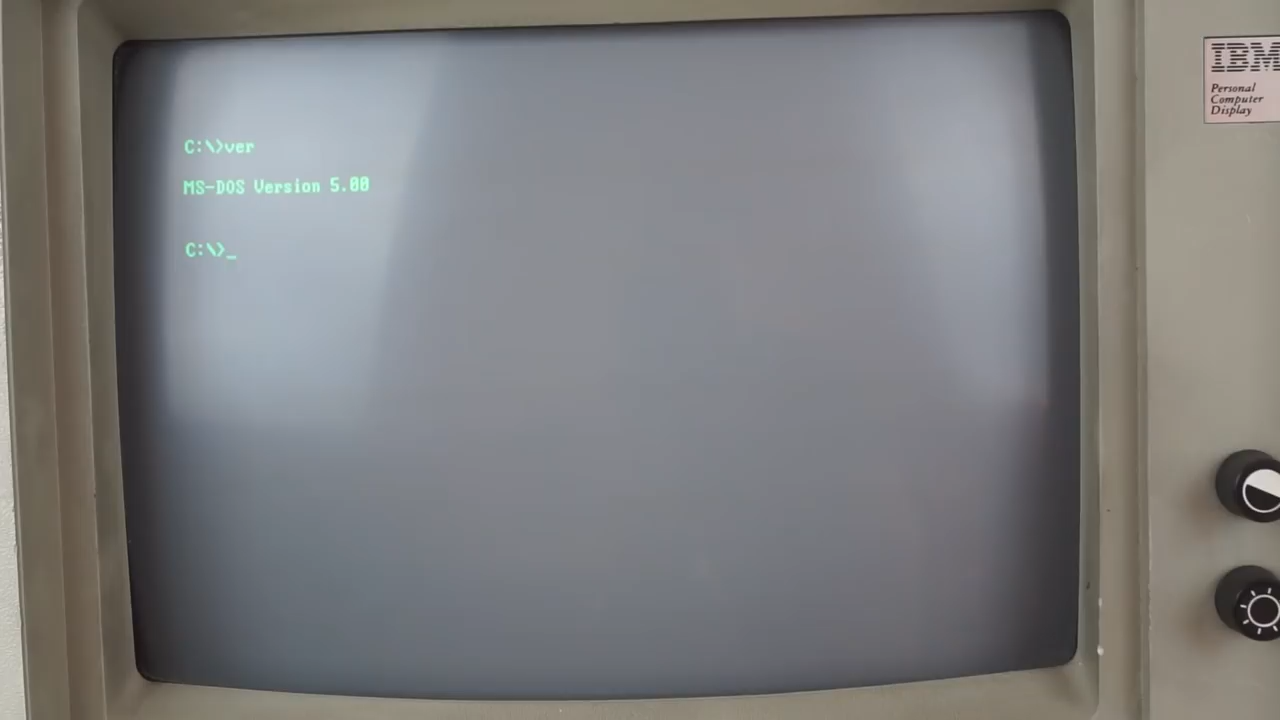 C:\>ver
MS-DOS Version 5.00
C:\>_
IBM
Personal
Computer
Display